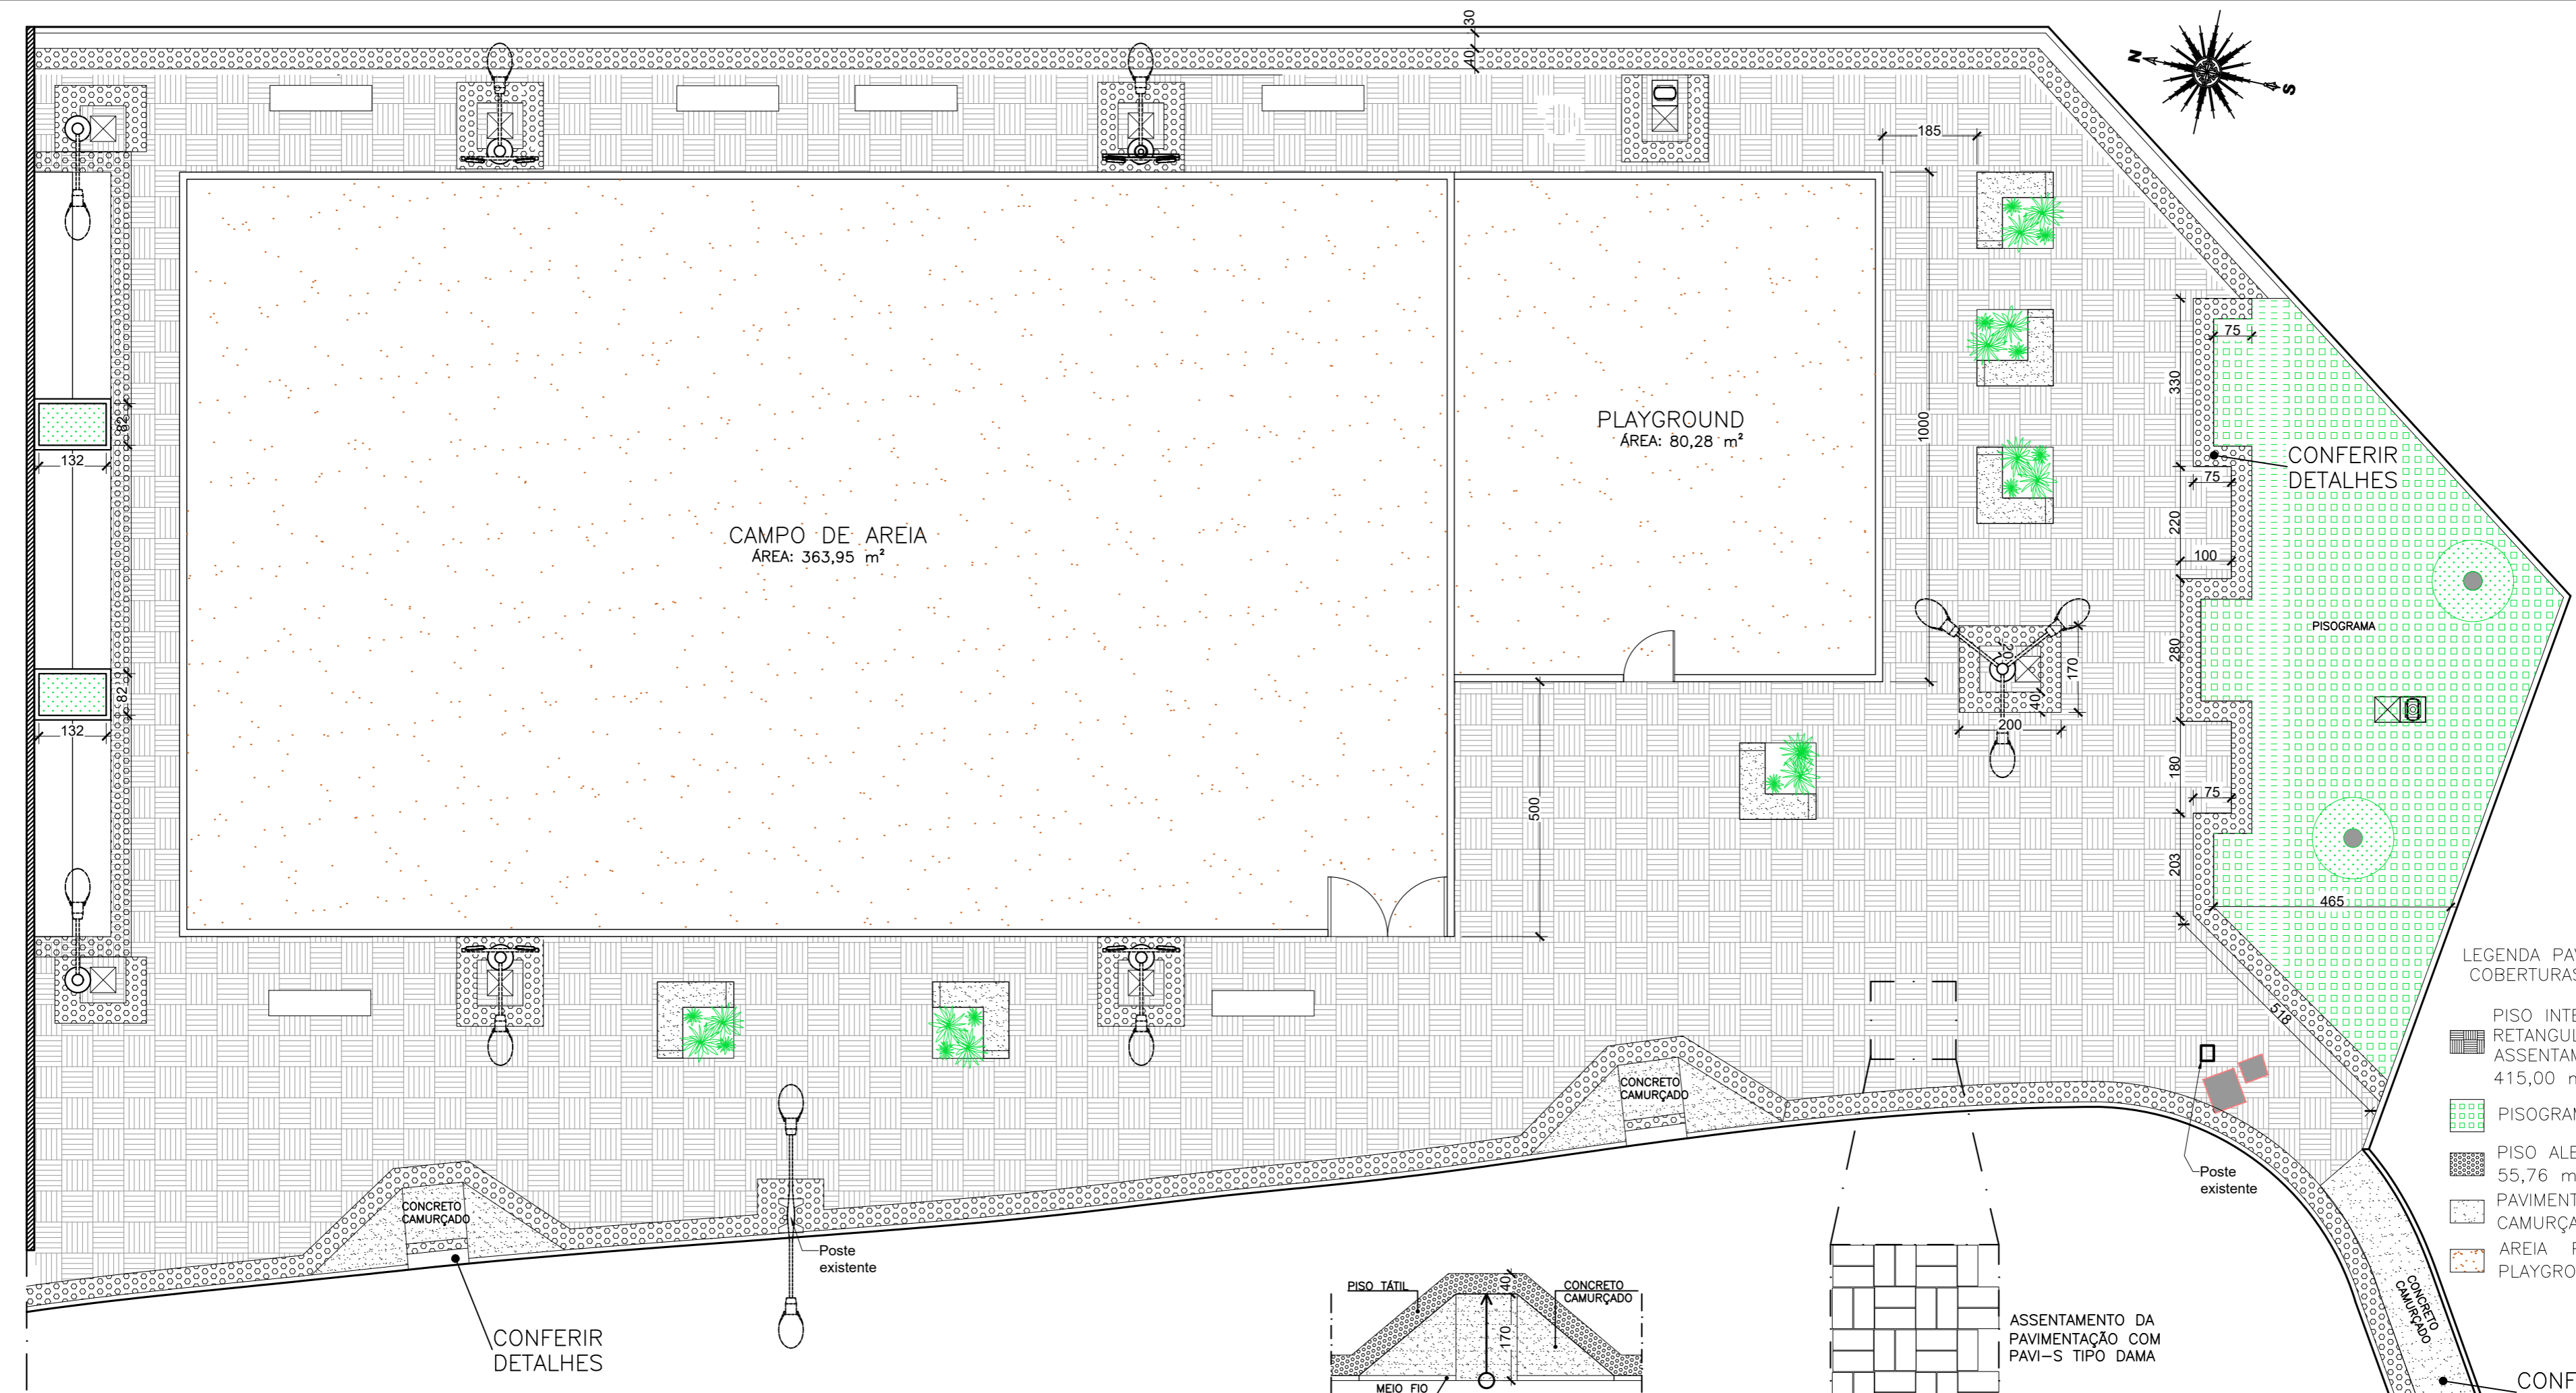 30
40
N
S
185
1000
330
75
PLAYGROUND
ÁREA: 80,28 m²
CAMPO DE AREIA
ÁREA: 363,95 m²
82
132
82
132
CONFERIR
DETALHES
75
220
100
PISOGRAMA
280
20
40
170
200
180
75
500
203
465
518
LEGENDA PA
COBERTURAS
PISO INTE
RETANGUL
ASSENTAM
415,00 m
PISOGRAM
PISO ALE
55,76 m
PAVIMENT
CAMURÇA
AREIA
PLAYGRO
CONCRETO
CAMURÇADO
CONCRETO
CAMURÇADO
Poste
existente
Poste
existente
CONFERIR
DETALHES
PISO TÁTIL
40
CONCRETO
CAMURÇADO
170
MEIO FIO
ASSENTAMENTO DA
PAVIMENTAÇÃO COM
PAVI-S TIPO DAMA
CONCRETO
CAMURÇADO
CONF